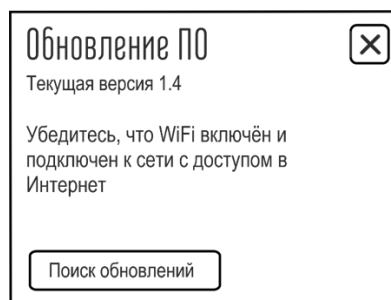 Обновление ПО
Текущая версия 1.4
Убедитесь, что WiFi включён и
подключен к сети с доступом в
Интернет
Поиск обновлений